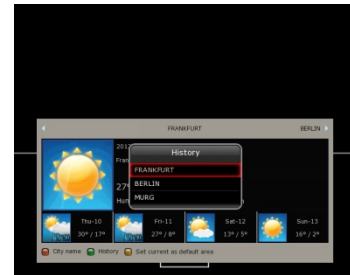 FRANKFURT
BERLIN
History
FRANKFURT
BERLIN
MURG
27°
Thu-10
30° / 17°
Fri-11
27° / 8°
Sat-12
13° / 5°
Sun-13
16° / 2°
City name
History
Set current as default area